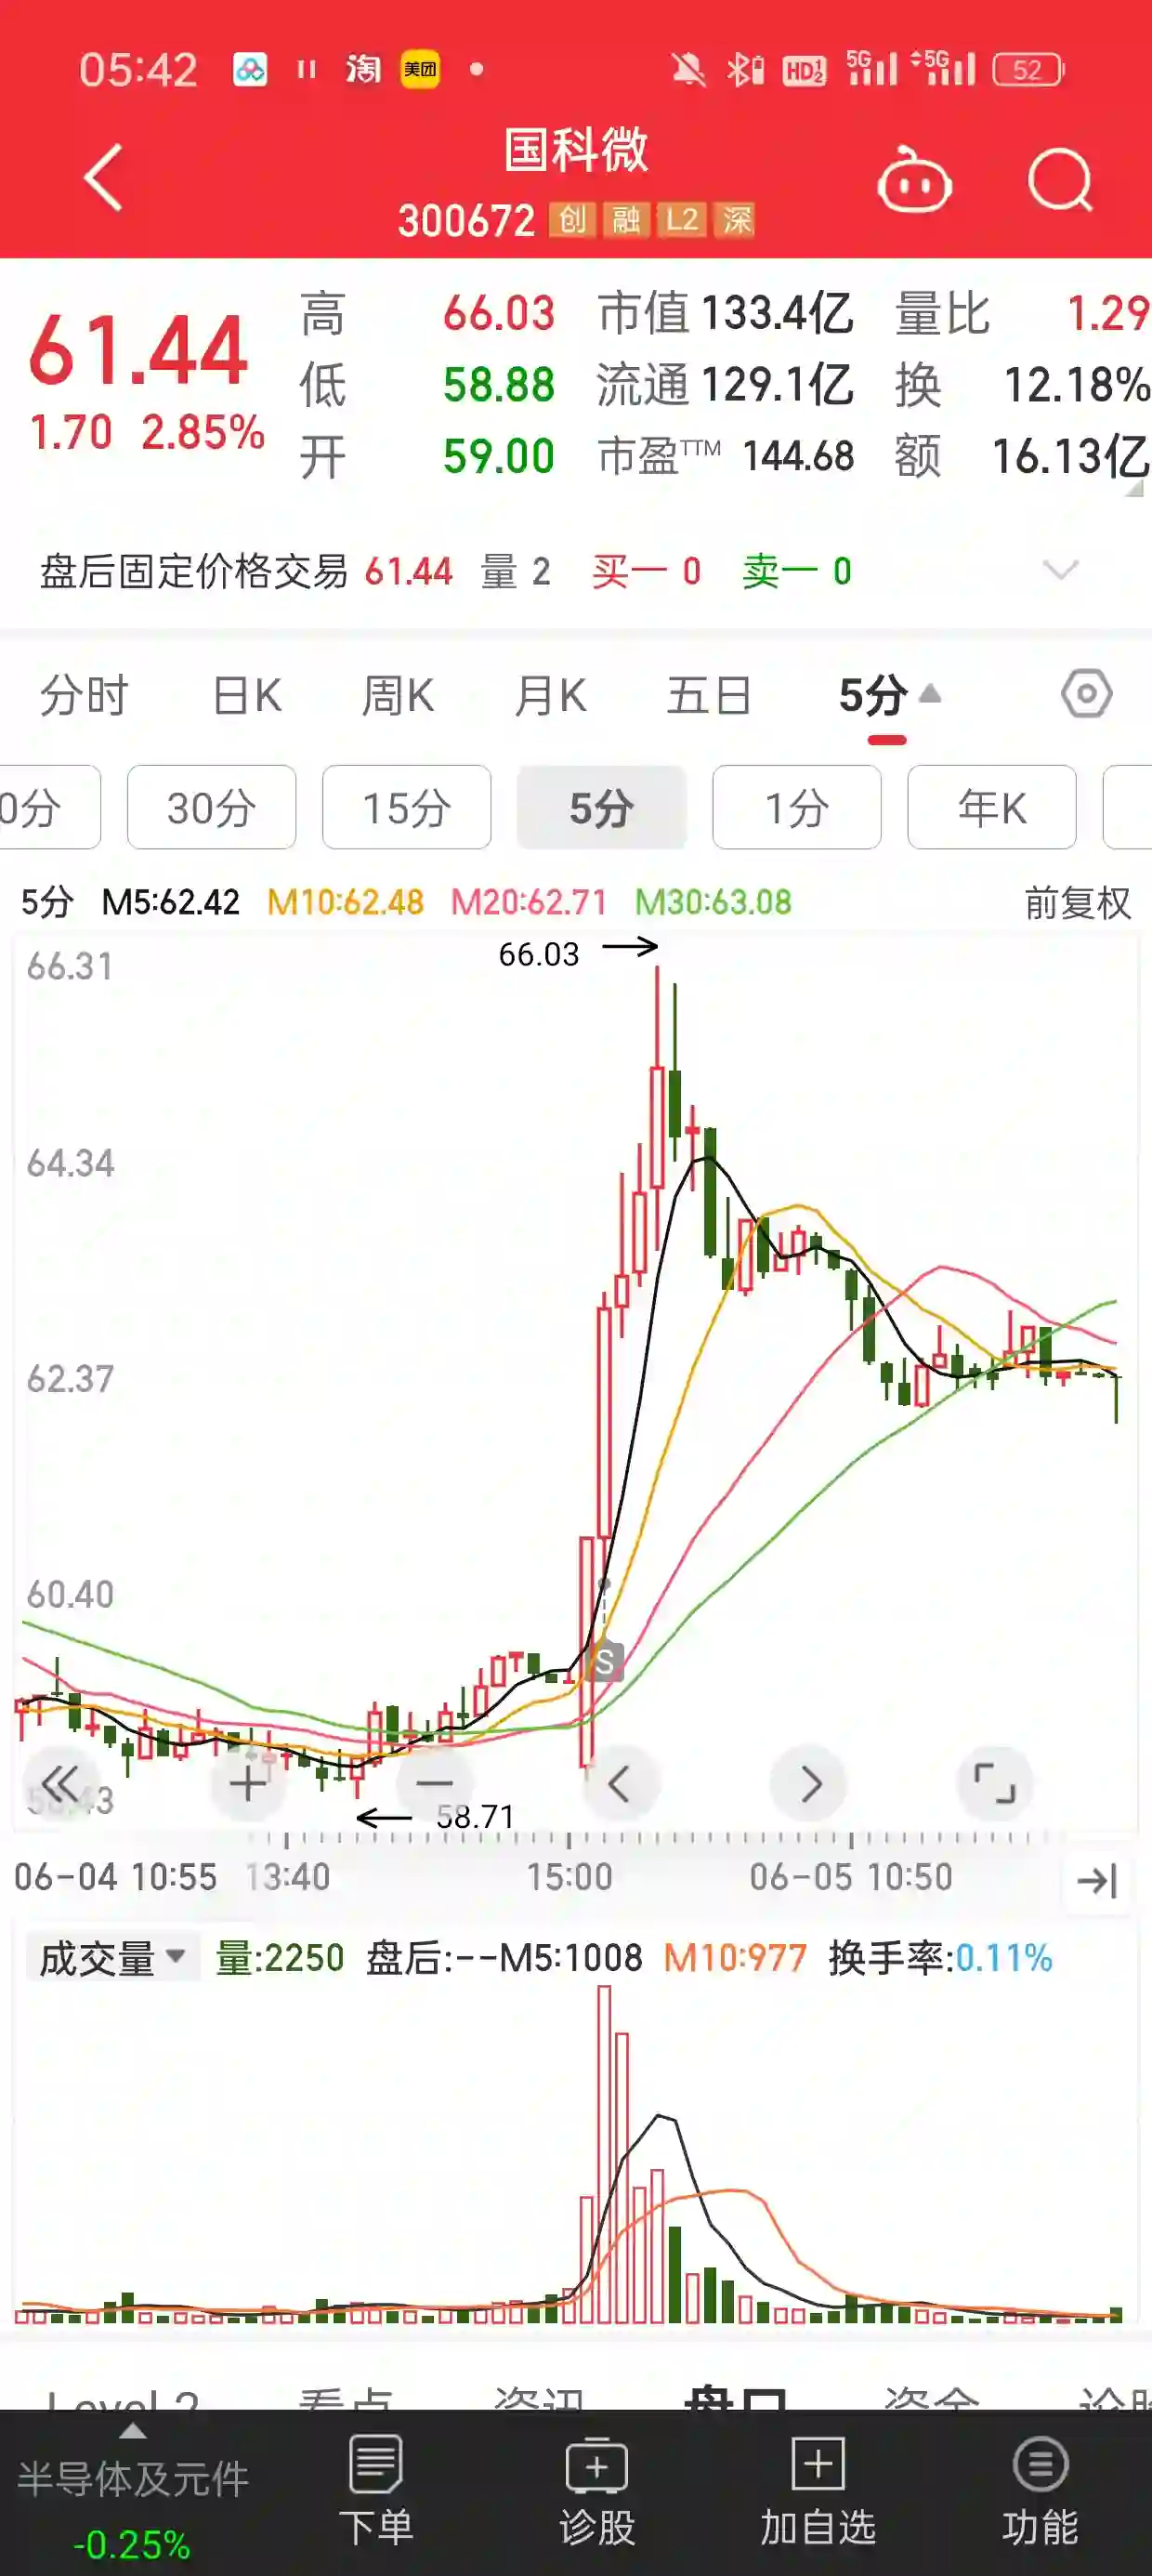 05:42 淘 美团 HD 1 2 5G 5G 52
国科微
300672 创 融 L2 深
61.44
1.70 2.85%
高 66.03 市值 133.4亿 量比 1.29
低 58.88 流通 129.1亿 换 12.18%
开 59.00 市盈TTM 144.68 额 16.13亿
盘后固定价格交易 61.44 量 2 买一 0 卖一 0
分时 日K 周K 月K 五日 5分
0分 30分 15分 5分 1分 年K
5分 M5:62.42 M10:62.48 M20:62.71 M30:63.08 前复权
66.03
66.31
64.34
62.37
60.40
S
58.71
06-04 10:55 13:40 15:00 06-05 10:50
成交量 量:2250 盘后:--M5:1008 M10:977 换手率:0.11%
Level 2 看点 资讯 盘口 资金
半导体及元件
-0.25%
下单 诊股 加自选 功能